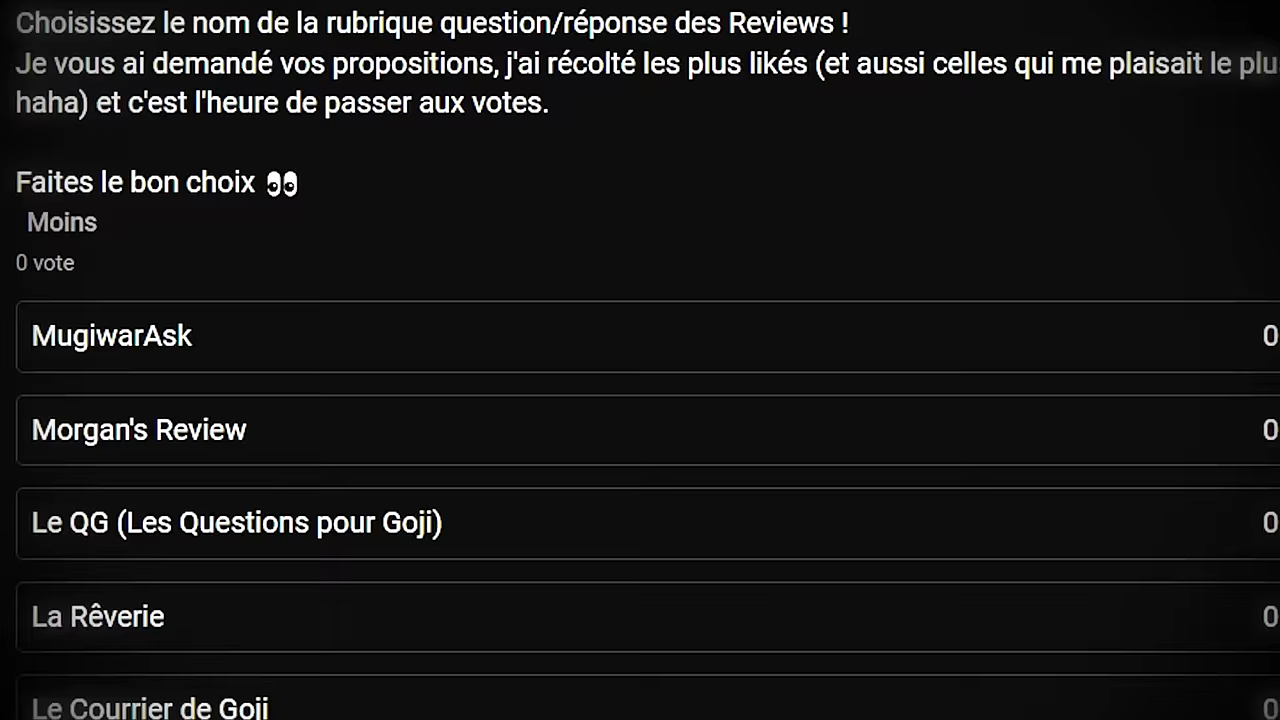 Choisissez le nom de la rubrique question/réponse des Reviews !
Je vous ai demandé vos propositions, j'ai récolté les plus likés (et aussi celles qui me plaisait le plu
haha) et c'est l'heure de passer aux votes.
Faites le bon choix 👀
Moins
0 vote
MugiwarAsk 0
Morgan's Review 0
Le QG (Les Questions pour Goji) 0
La Rêverie 0
Le Courrier de Goji 0